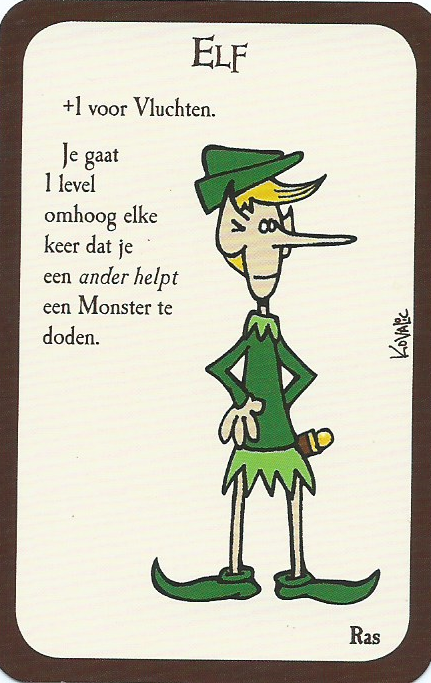 Elf
+1 voor Vluchten.
Je gaat
1 level
omhoog elke
keer dat je
een ander helpt
een Monster te
doden.
Kovalic
Ras